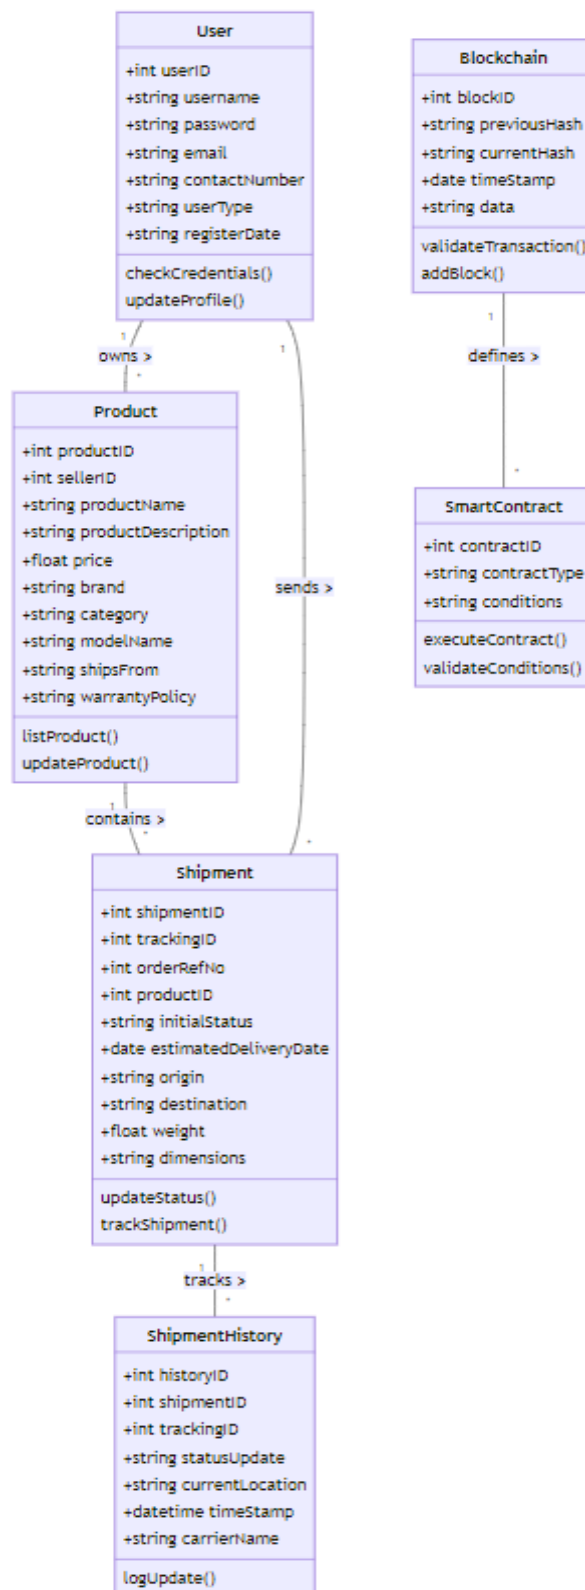 User
+int userID
+string username
+string password
+string email
+string contactNumber
+string userType
+string registerDate
checkCredentials()
updateProfile()
1
owns >
*
Product
+int productID
+int sellerID
+string productName
+string productDescription
+float price
+string brand
+string category
+string modelName
+string shipsFrom
+string warrantyPolicy
listProduct()
updateProduct()
1
contains >
*
1
sends >
*
Shipment
+int shipmentID
+int trackingID
+int orderRefNo
+int productID
+string initialStatus
+date estimatedDeliveryDate
+string origin
+string destination
+float weight
+string dimensions
updateStatus()
trackShipment()
1
tracks >
*
ShipmentHistory
+int historyID
+int shipmentID
+int trackingID
+string statusUpdate
+string currentLocation
+datetime timeStamp
+string carrierName
logUpdate()
Blockchain
+int blockID
+string previousHash
+string currentHash
+date timeStamp
+string data
validateTransaction()
addBlock()
1
defines >
*
SmartContract
+int contractID
+string contractType
+string conditions
executeContract()
validateConditions()